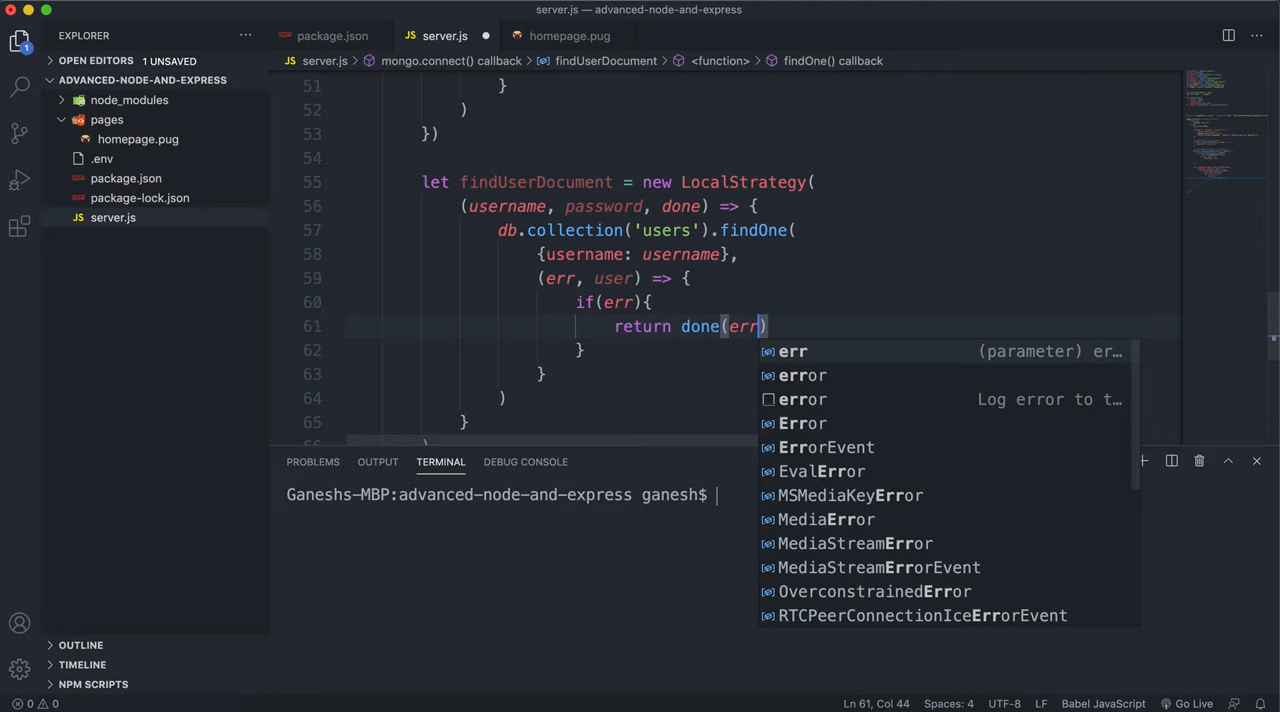 server.js — advanced-node-and-express
EXPLORER
package.json
server.js
homepage.pug
OPEN EDITORS 1 UNSAVED
server.js > mongo.connect() callback > findUserDocument > <function> > findOne() callback
ADVANCED-NODE-AND-EXPRESS
node_modules
pages
homepage.pug
.env
package.json
package-lock.json
JS server.js
1
51 }
52 )
53 })
54
55 let findUserDocument = new LocalStrategy(
56 (username, password, done) => {
57 db.collection('users').findOne(
58 {username: username},
59 (err, user) => {
60 if(err){
61 return done(err)
62 }
63 }
64 )
65 }
err (parameter) er…
error
error Log error to t…
Error
ErrorEvent
EvalError
MSMediaKeyError
MediaError
MediaStreamError
MediaStreamErrorEvent
OverconstrainedError
RTCPeerConnectionIceErrorEvent
PROBLEMS OUTPUT TERMINAL DEBUG CONSOLE
Ganeshs-MBP:advanced-node-and-express ganesh$
OUTLINE
TIMELINE
NPM SCRIPTS
0 0
Ln 61, Col 44 Spaces: 4 UTF-8 LF Babel JavaScript Go Live